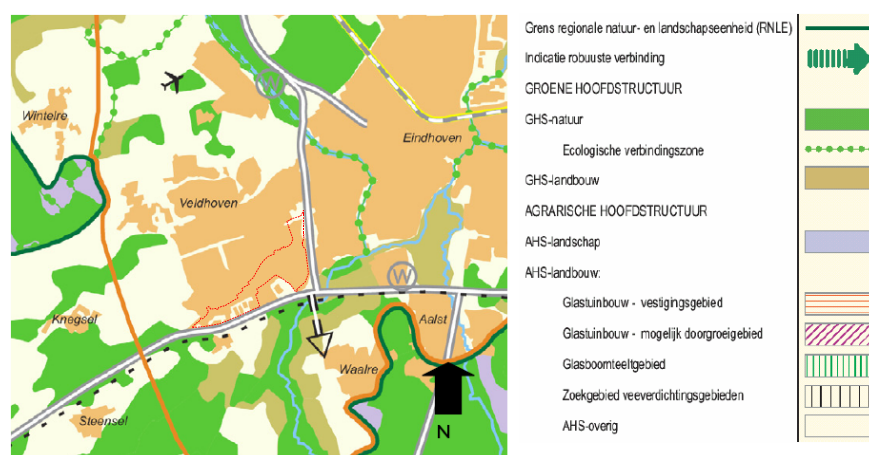 Wintelre
W
Eindhoven
Veldhoven
W
Knegsel
Aalst
Waalre
Steensel
N
Grens regionale natuur- en landschapseenheid (RNLE)
Indicatie robuuste verbinding
GROENE HOOFDSTRUCTUUR
GHS-natuur
Ecologische verbindingszone
GHS-landbouw
AGRARISCHE HOOFDSTRUCTUUR
AHS-landschap
AHS-landbouw:
Glastuinbouw - vestigingsgebied
Glastuinbouw - mogelijk doorgroeigebied
Glasboomteeltgebied
Zoekgebied veeverdichtingsgebieden
AHS-overig